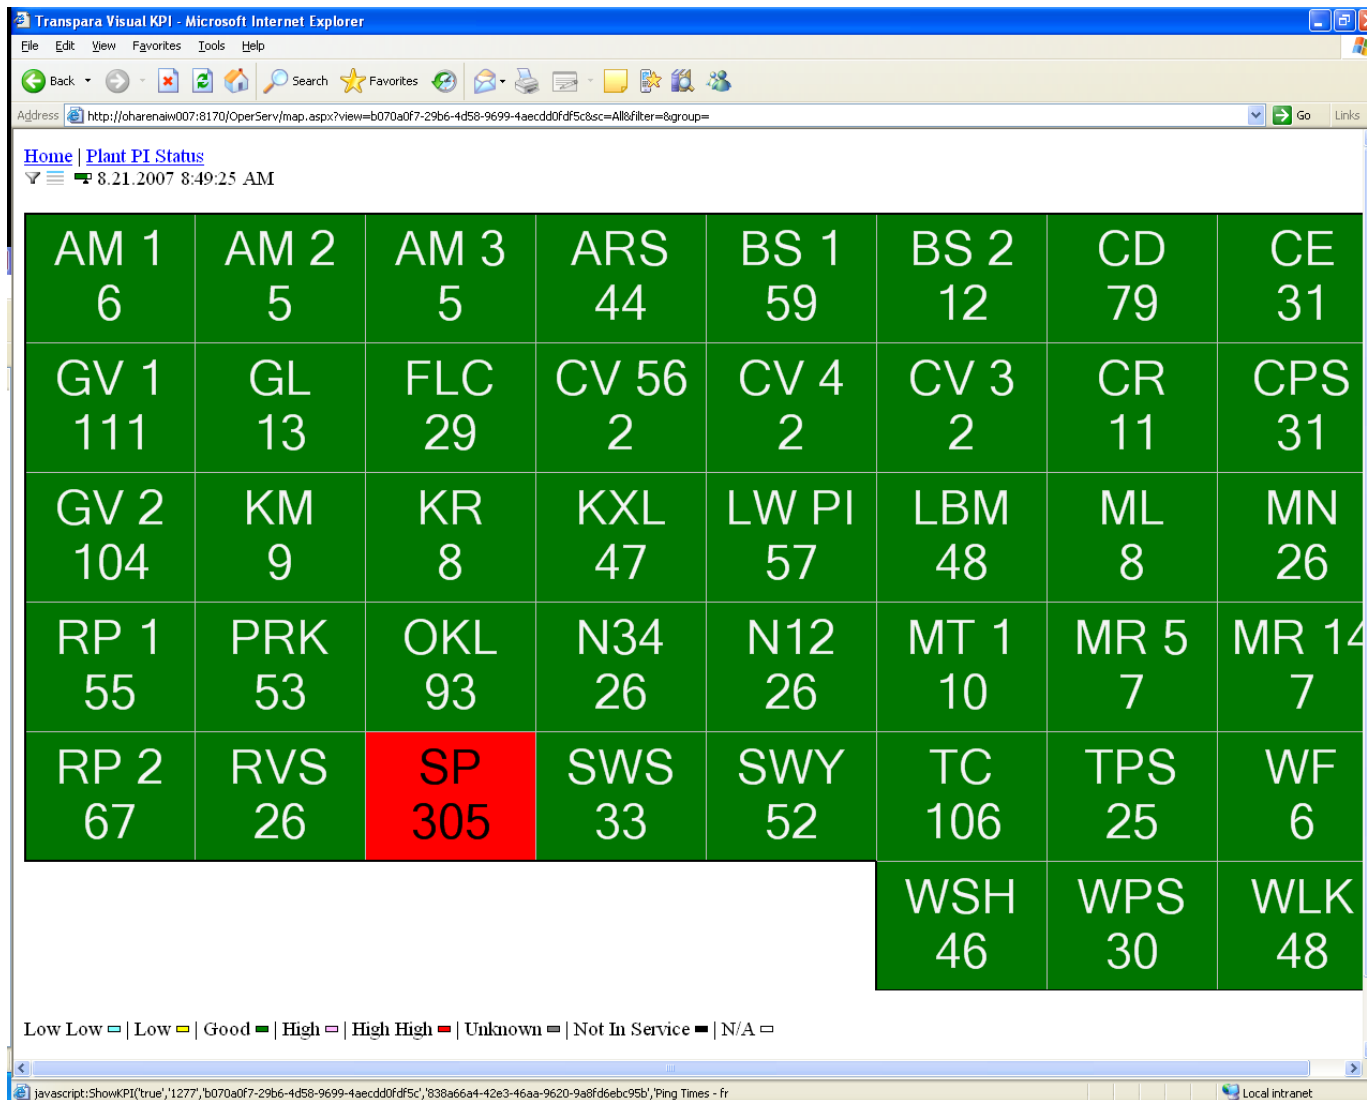 Transpara Visual KPI - Microsoft Internet Explorer
File Edit View Favorites Tools Help
Back Search Favorites
Address http://oharenaiw007:8170/OperServ/map.aspx?view=b070a0f7-29b6-4d58-9699-4aecdd0fdf5c&sc=All&filter=&group= Go Links
Home | Plant PI Status
8.21.2007 8:49:25 AM
AM 1 AM 2 AM 3 ARS BS 1 BS 2 CD CE
6 5 5 44 59 12 79 31
GV 1 GL FLC CV 56 CV 4 CV 3 CR CPS
111 13 29 2 2 2 11 31
GV 2 KM KR KXL LW PI LBM ML MN
104 9 8 47 57 48 8 26
RP 1 PRK OKL N34 N12 MT 1 MR 5 MR 14
55 53 93 26 26 10 7 7
RP 2 RVS SP SWS SWY TC TPS WF
67 26 305 33 52 106 25 6
WSH WPS WLK
46 30 48
Low Low | Low | Good | High | High High | Unknown | Not In Service | N/A
javascript:ShowKPI('true','1277','b070a0f7-29b6-4d58-9699-4aecdd0fdf5c','838a66a4-42e3-46aa-9620-9a8fd6ebc95b','Ping Times - fr Local intranet